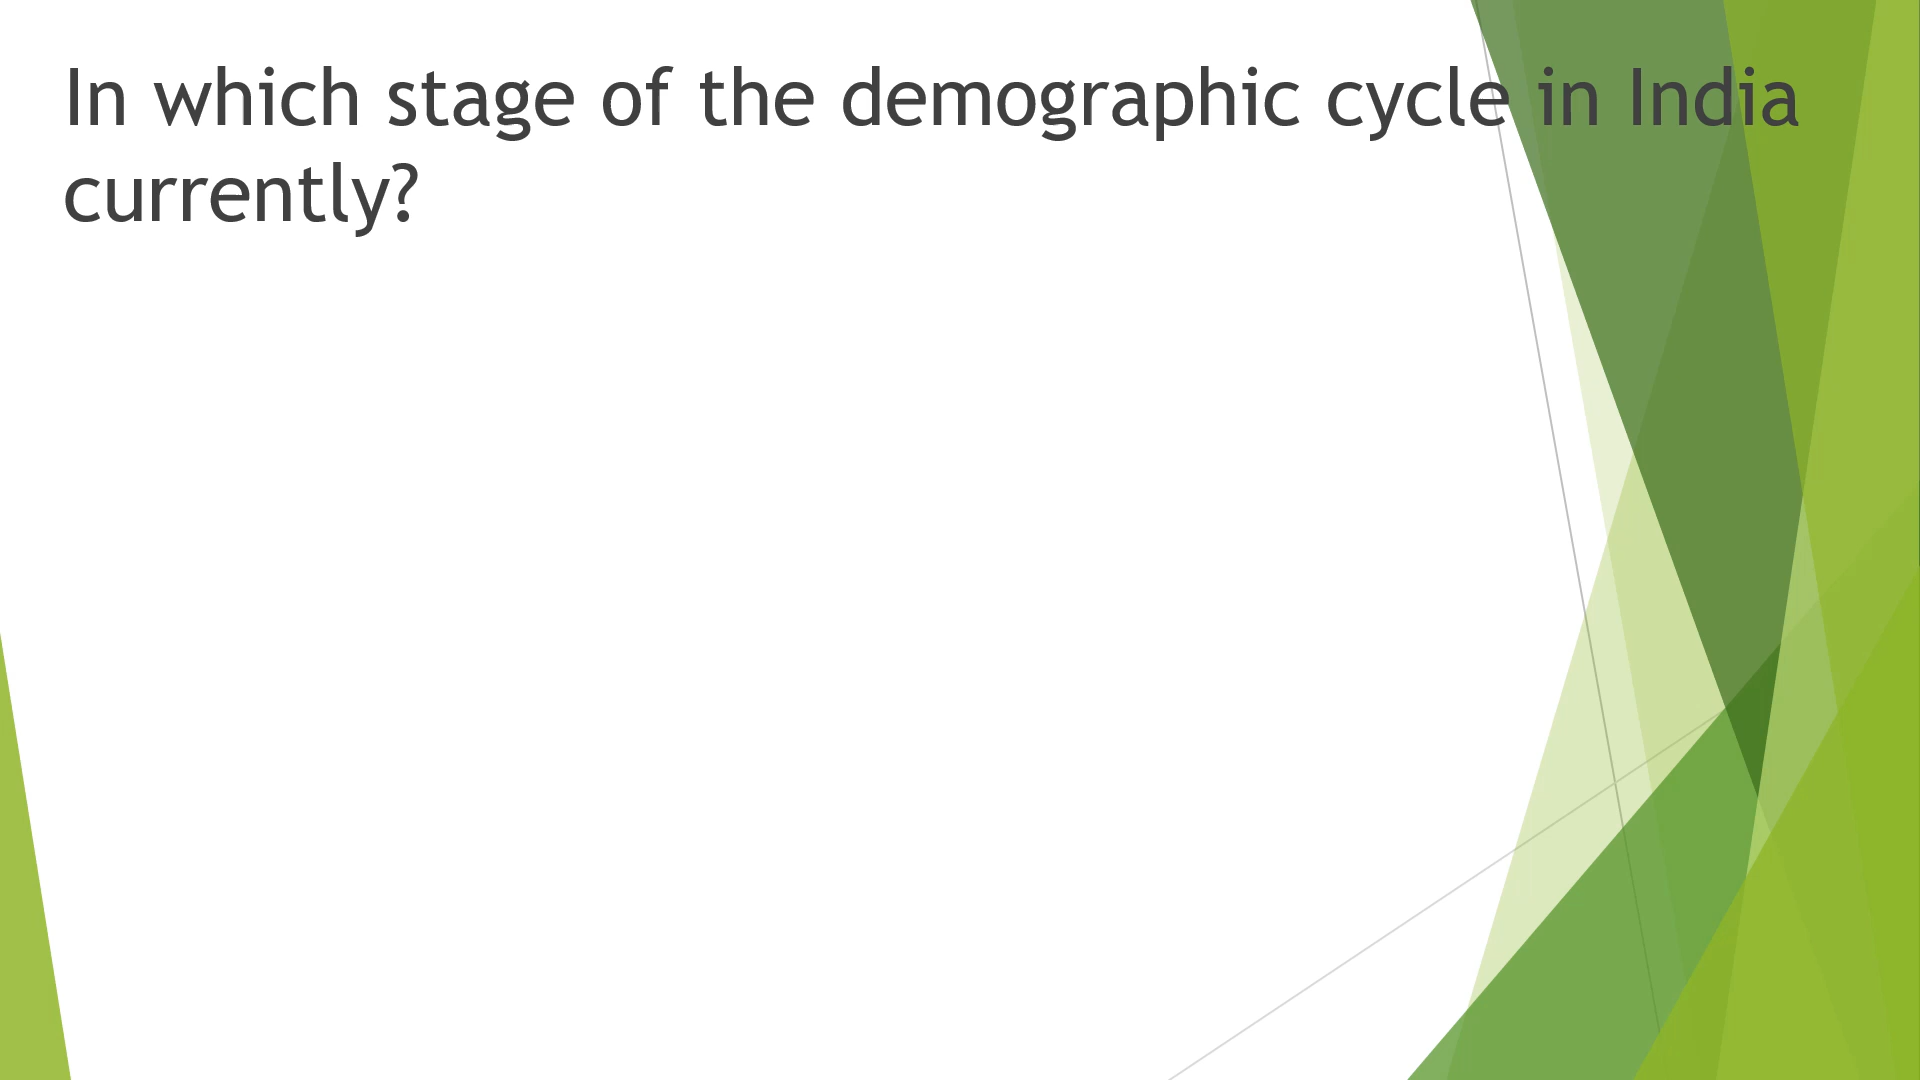 In which stage of the demographic cycle in India
currently?